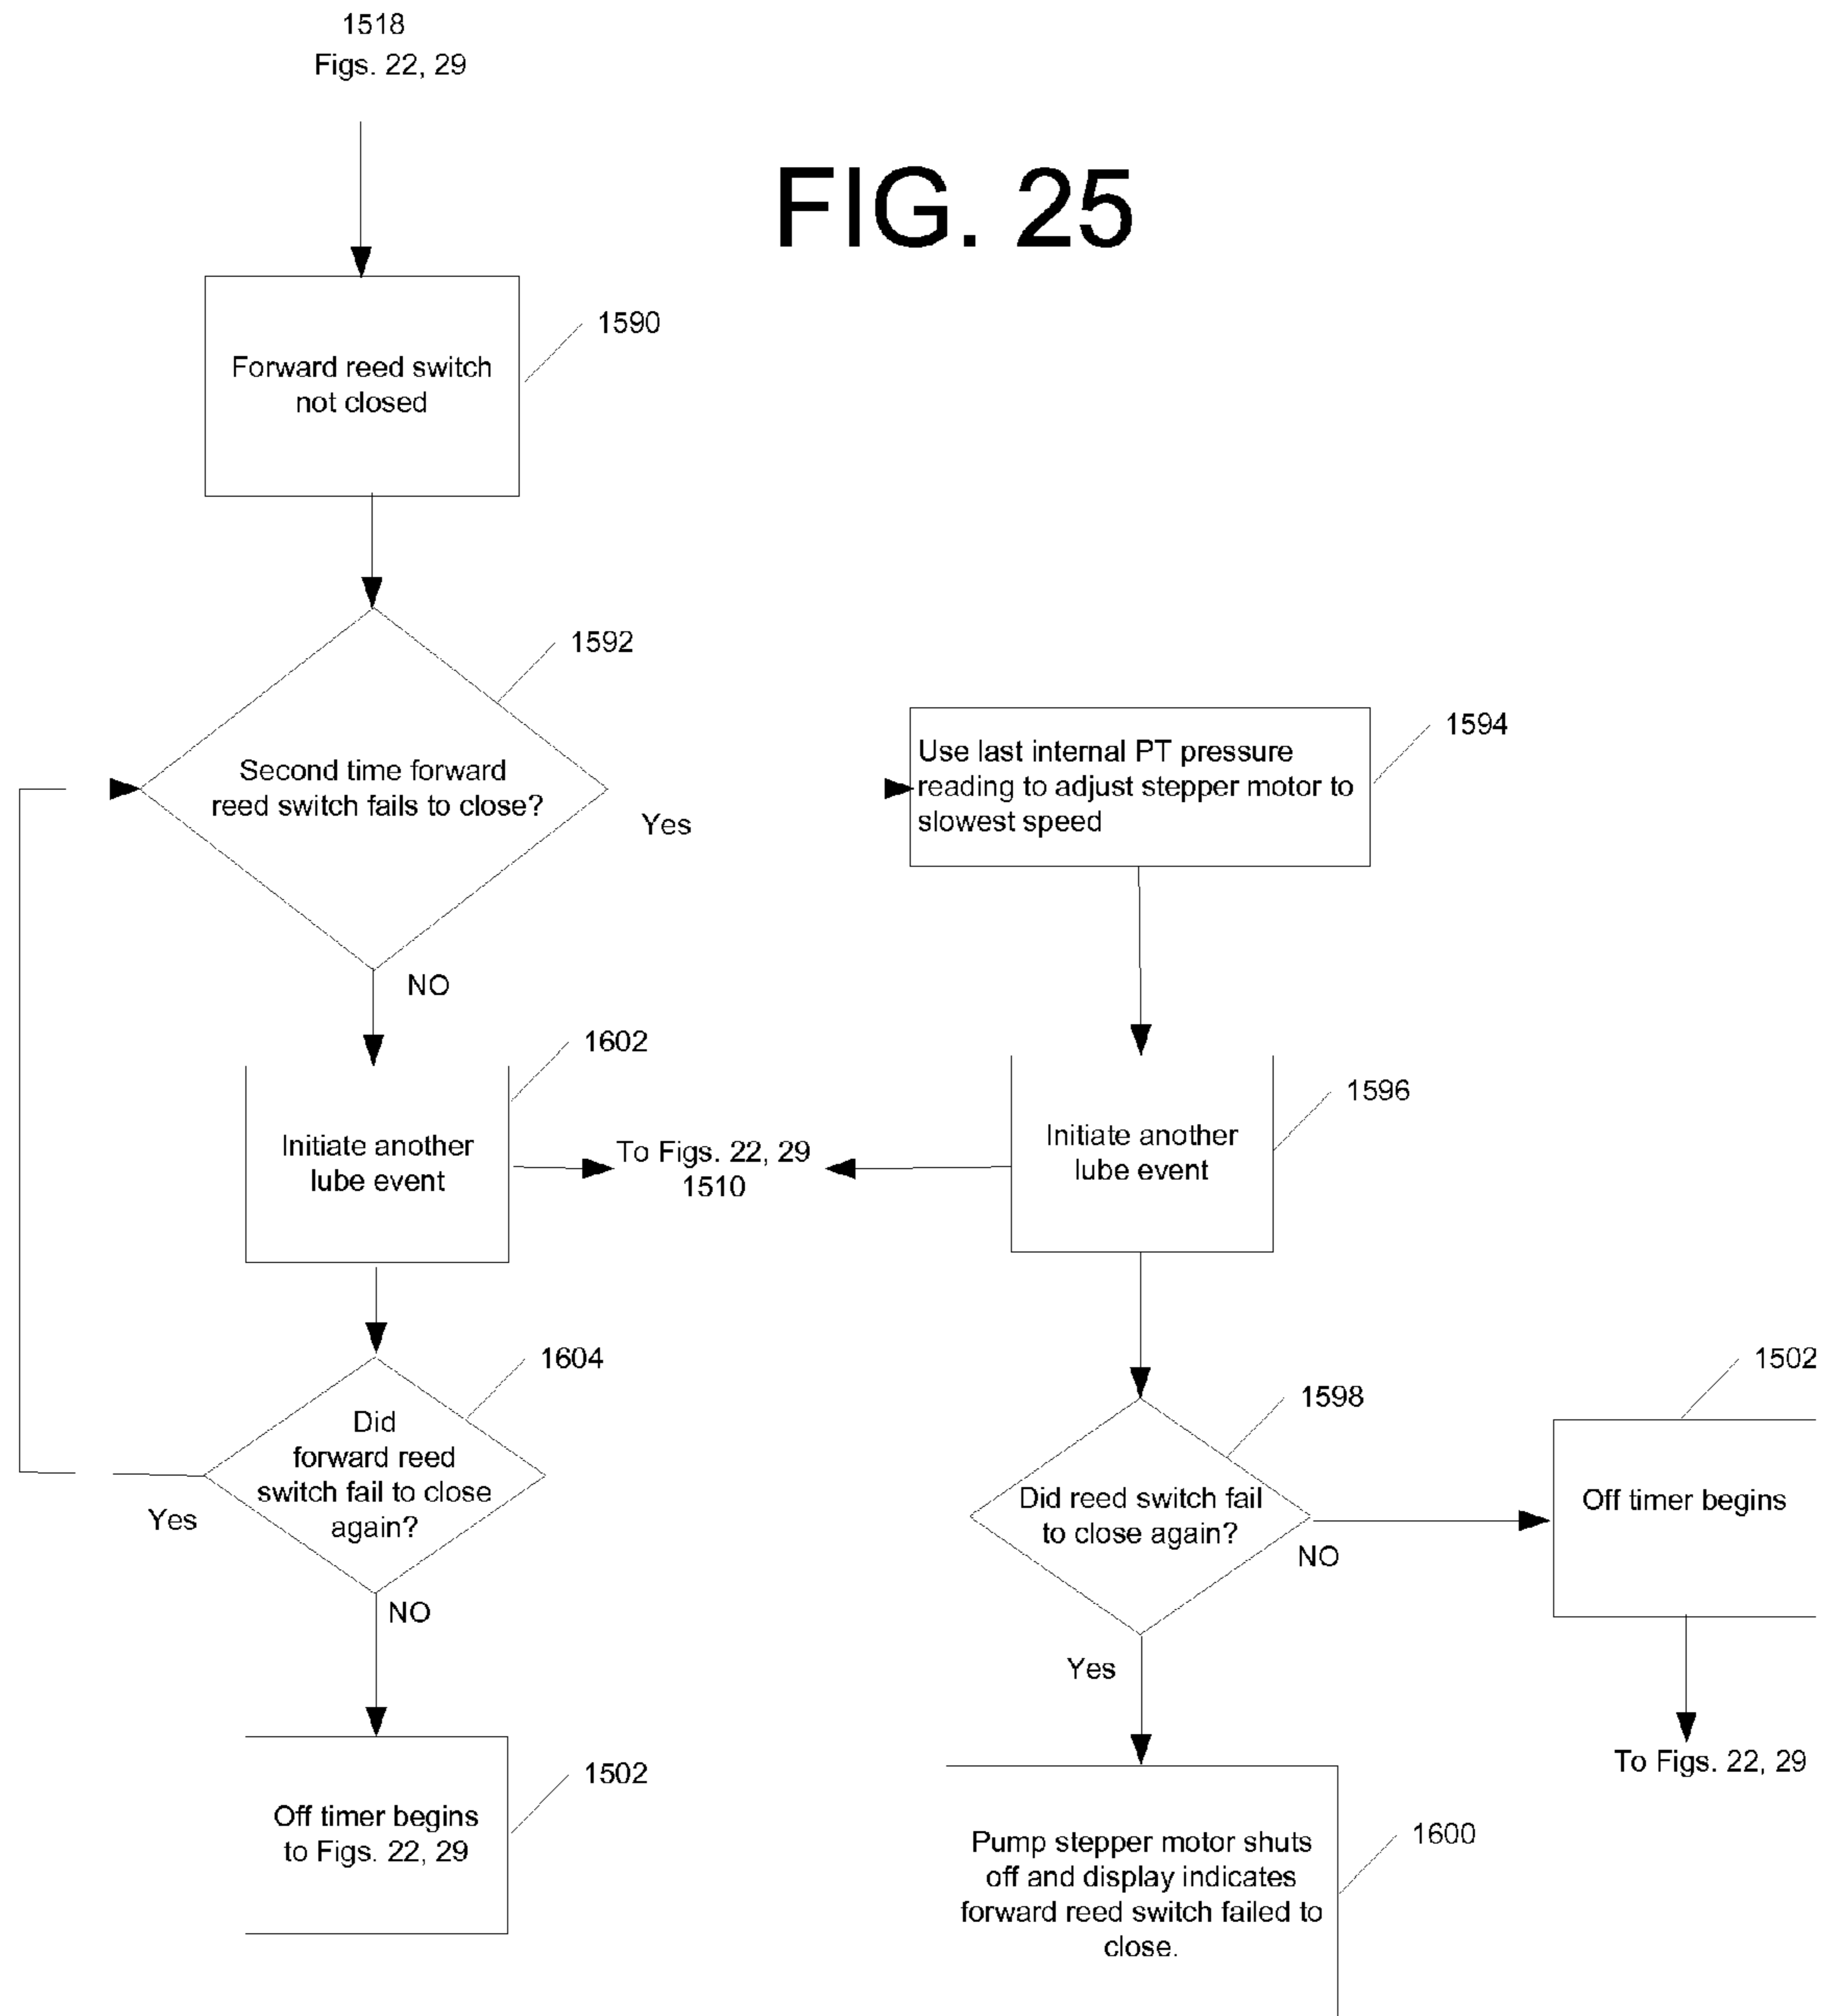 1518
Figs. 22, 29
FIG. 25
1590
Forward reed switch
not closed
1592
Second time forward
reed switch fails to close?
Yes
NO
1594
Use last internal PT pressure
reading to adjust stepper motor to
slowest speed
1602
Initiate another
lube event
To Figs. 22, 29
1510
1596
Initiate another
lube event
1604
Did
forward reed
switch fail to close
again?
Yes
NO
1598
Did reed switch fail
to close again?
NO
Yes
1502
Off timer begins
To Figs. 22, 29
1502
Off timer begins
to Figs. 22, 29
1600
Pump stepper motor shuts
off and display indicates
forward reed switch failed to
close.